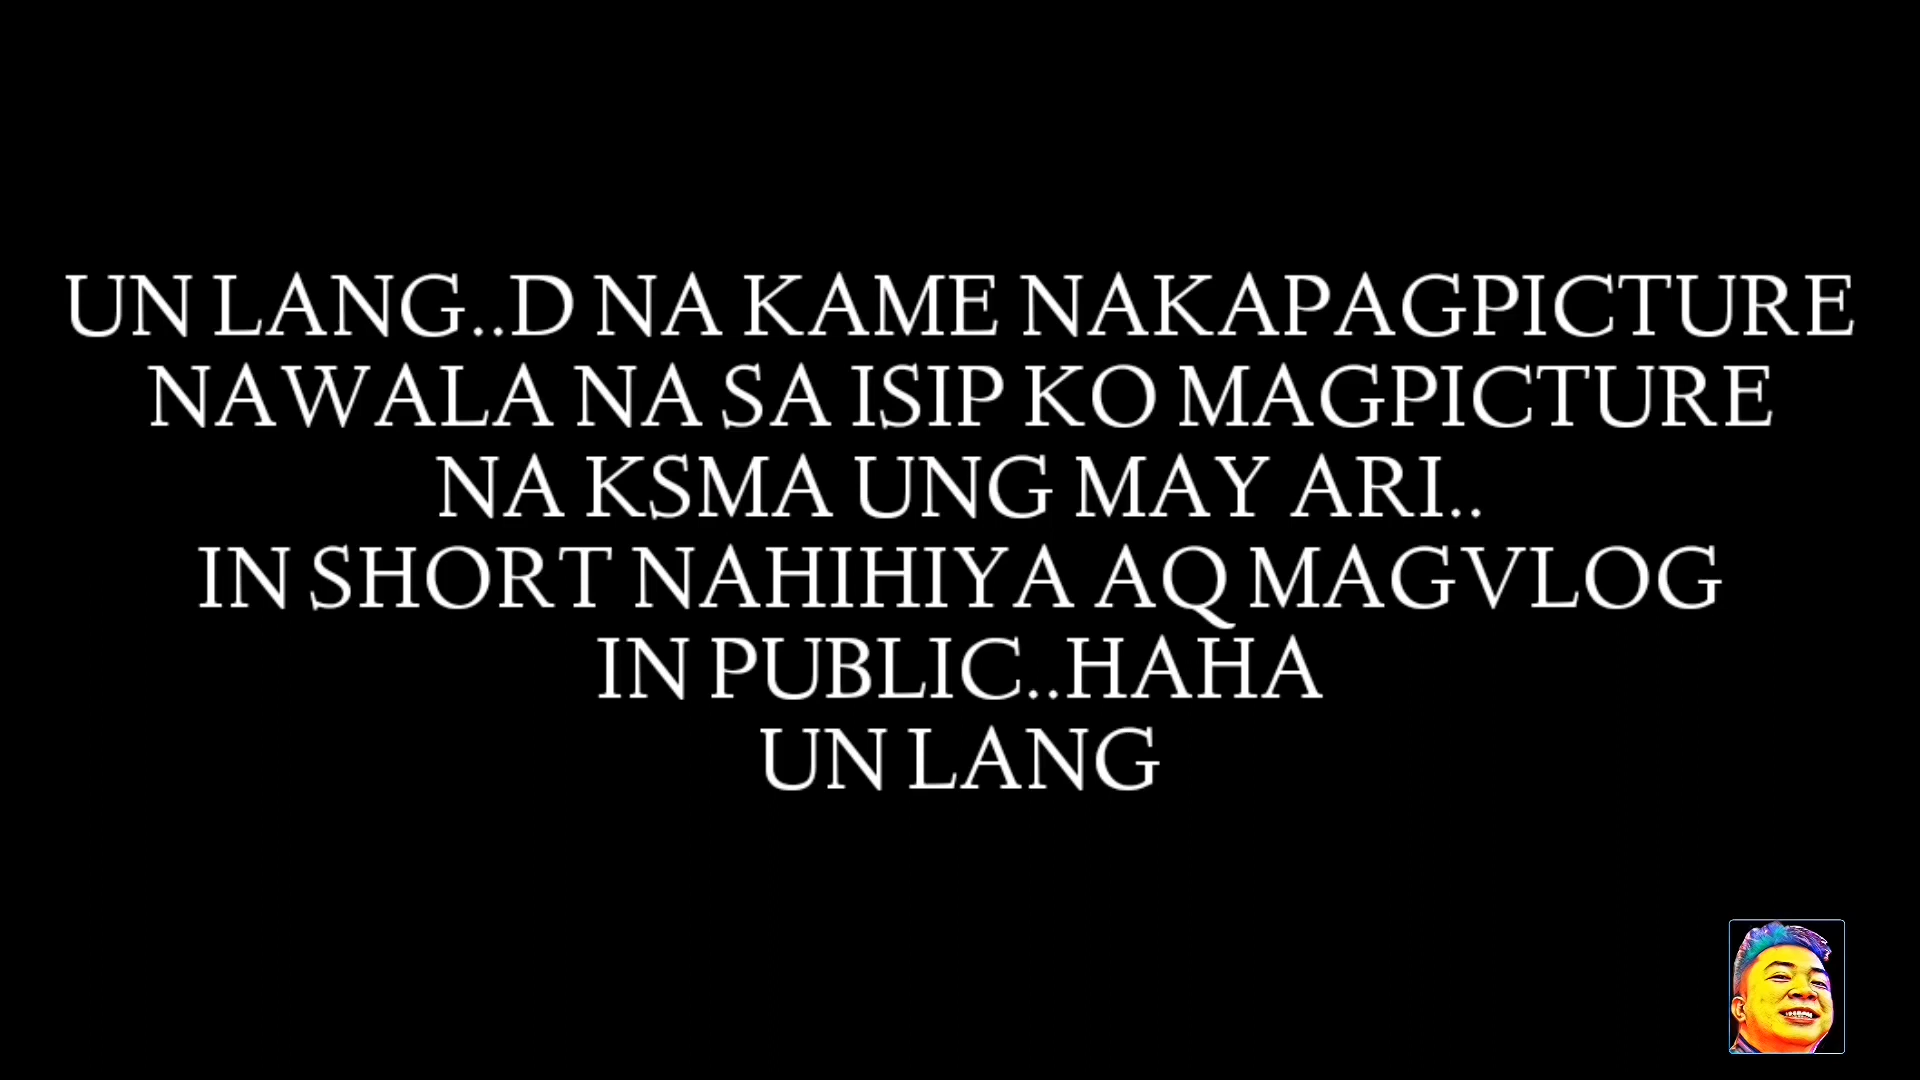 UN LANG..D NA KAME NAKAPAGPICTURE
NAWALA NA SA ISIP KO MAGPICTURE
NA KSMA UNG MAY ARI..
IN SHORT NAHIHIYA AQ MAGVLOG
IN PUBLIC..HAHA
UN LANG